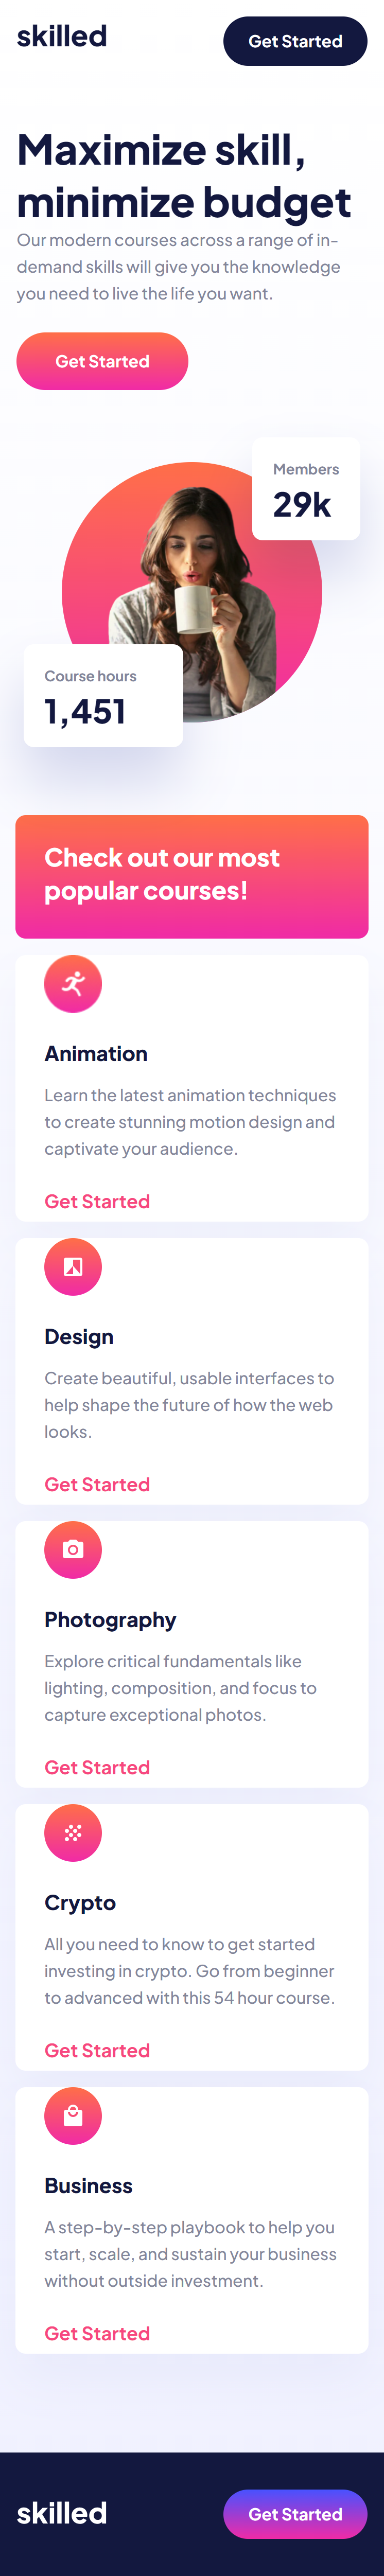 skilled
Get Started
Maximize skill,
minimize budget
Our modern courses across a range of in-
demand skills will give you the knowledge
you need to live the life you want.
Get Started
Members
29k
Course hours
1,451
Check out our most
popular courses!
Animation
Learn the latest animation techniques
to create stunning motion design and
captivate your audience.
Get Started
Design
Create beautiful, usable interfaces to
help shape the future of how the web
looks.
Get Started
Photography
Explore critical fundamentals like
lighting, composition, and focus to
capture exceptional photos.
Get Started
Crypto
All you need to know to get started
investing in crypto. Go from beginner
to advanced with this 54 hour course.
Get Started
Business
A step-by-step playbook to help you
start, scale, and sustain your business
without outside investment.
Get Started
skilled
Get Started